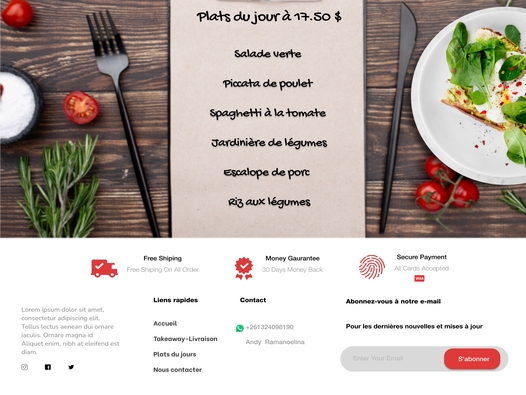 Plats du jour à 17.50 $
Salade verte
Piccata de poulet
Spaghetti à la tomate
Jardinière de légumes
Escalope de porc
Riz aux légumes
Free Shiping
Free Shiping On All Order
Money Gaurantee
30 Days Money Back
Secure Payment
All Cards Accepted
VISA
Lorem ipsum dolor sit amet,
consectetur adipiscing elit.
Tellus lectus aenean dui ornare
iaculis. Ornare magna id
Aliquet enim, nibh at eleifend est
diam.
Liens rapides
Accueil
Takeaway-Livraison
Plats du jours
Nous contacter
Contact
+261324098190
Andy Ramanoelina
Abonnez-vous à notre e-mail
Pour les dernières nouvelles et mises à jour
Enter Your Email
S'abonner